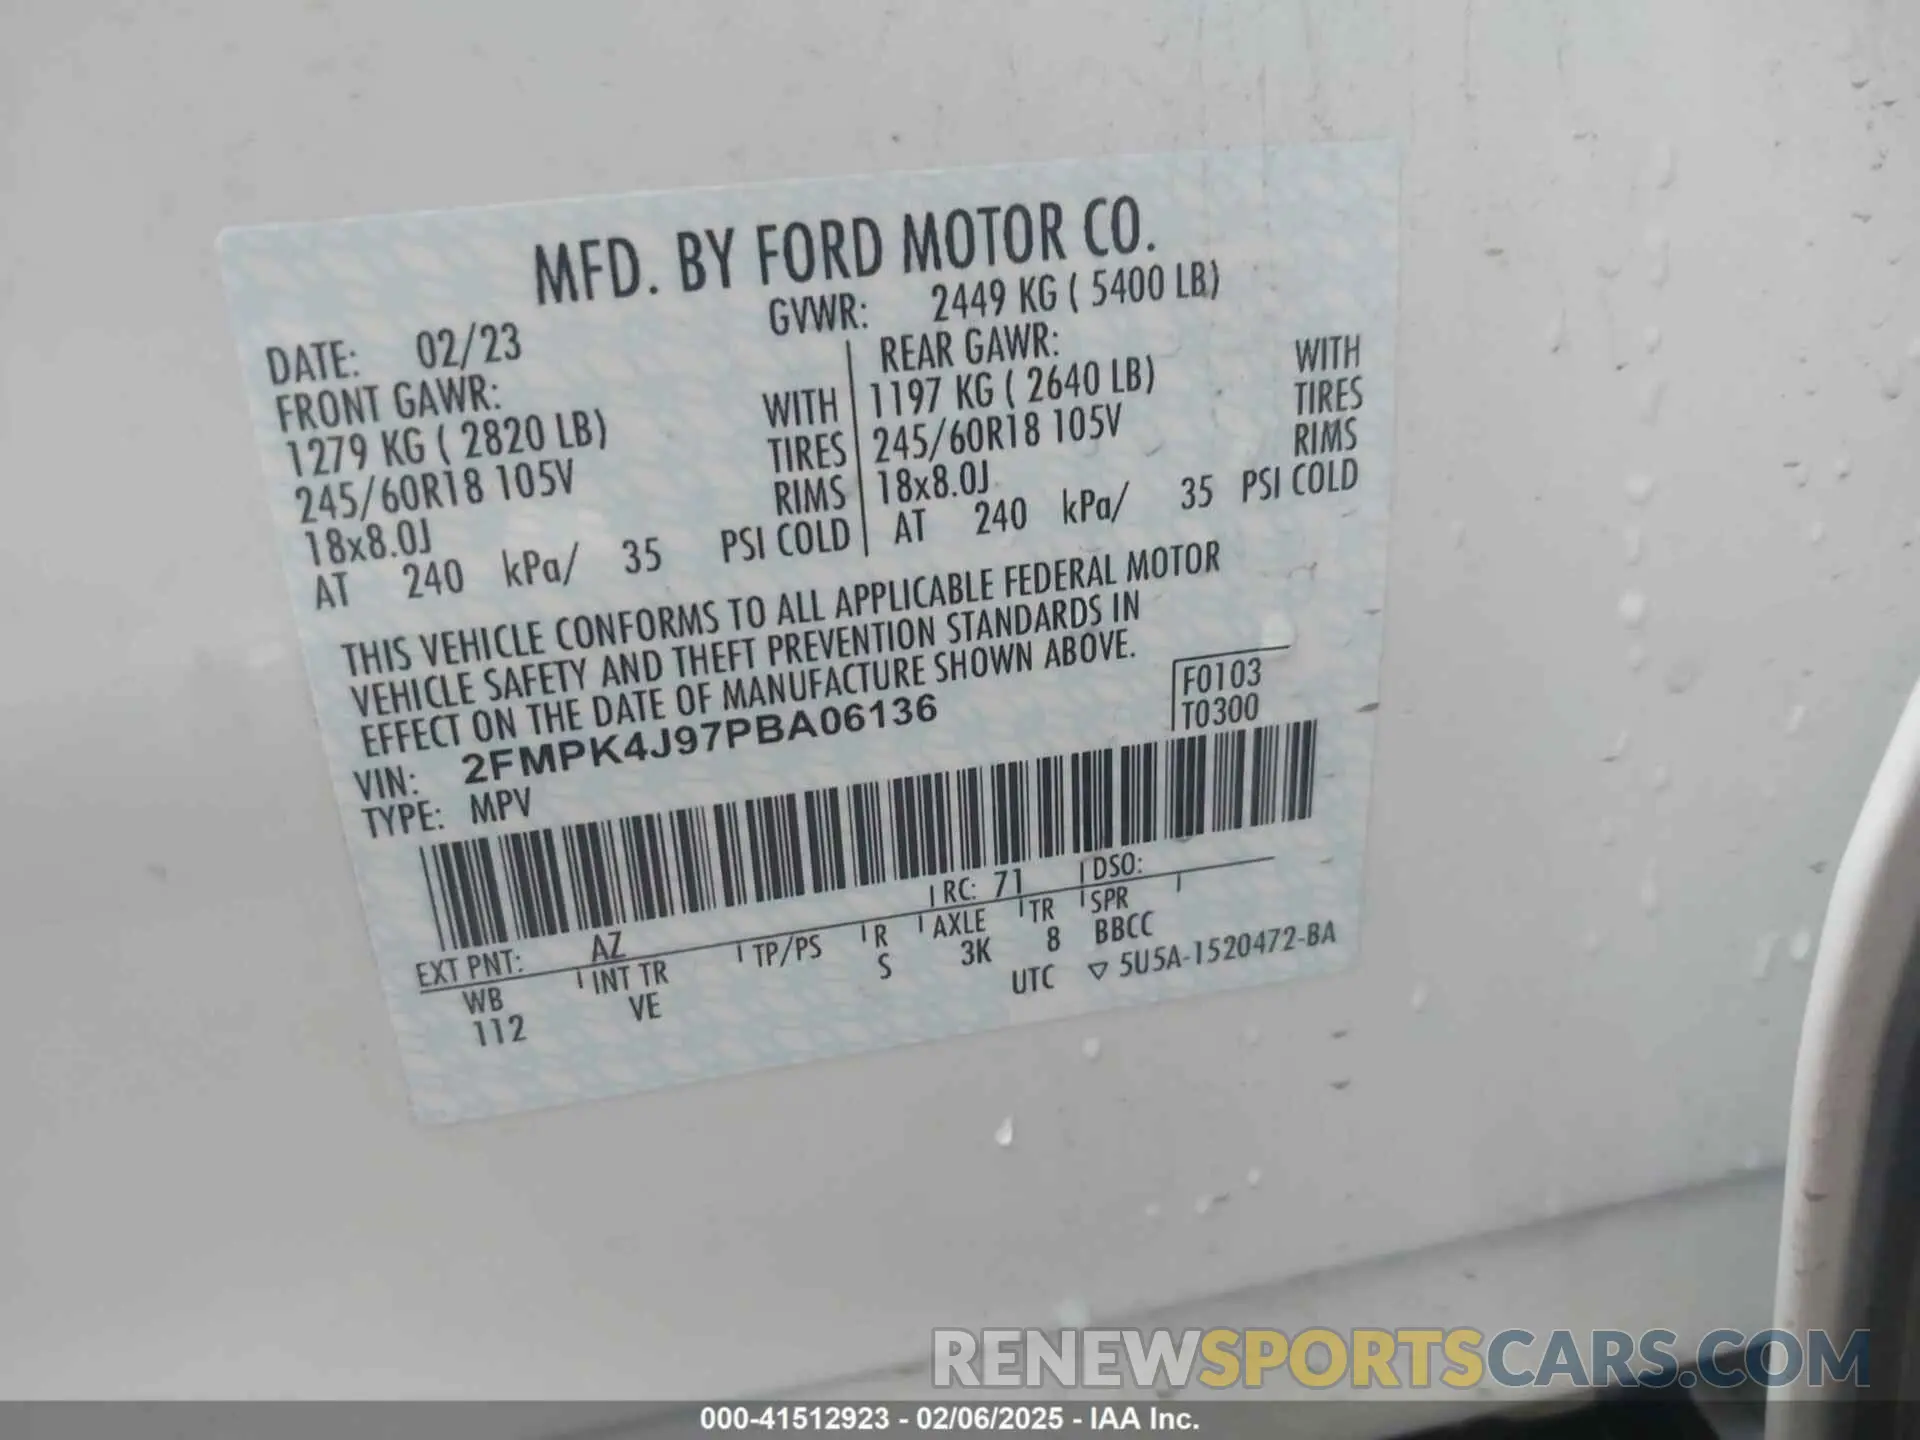 MFD. BY FORD MOTOR CO.
DATE: 02/23 GVWR: 2449 KG ( 5400 LB)
FRONT GAWR: REAR GAWR:
1279 KG ( 2820 LB) WITH 1197 KG ( 2640 LB) WITH
245/60R18 105V TIRES 245/60R18 105V TIRES
18x8.0J RIMS 18x8.0J RIMS
AT 240 kPa/ 35 PSI COLD AT 240 kPa/ 35 PSI COLD
THIS VEHICLE CONFORMS TO ALL APPLICABLE FEDERAL MOTOR
VEHICLE SAFETY AND THEFT PREVENTION STANDARDS IN
EFFECT ON THE DATE OF MANUFACTURE SHOWN ABOVE.
VIN: 2FMPK4J97PBA06136 F0103
TYPE: MPV T0300
EXT PNT: AZ RC: 71 DSO:
WB INT TR TP/PS R AXLE TR SPR
112 VE S 3K 8 BBCC
UTC ▽ 5U5A-1520472-BA
RENEWSPORTSCARS.COM
000-41512923 - 02/06/2025 - IAA Inc.